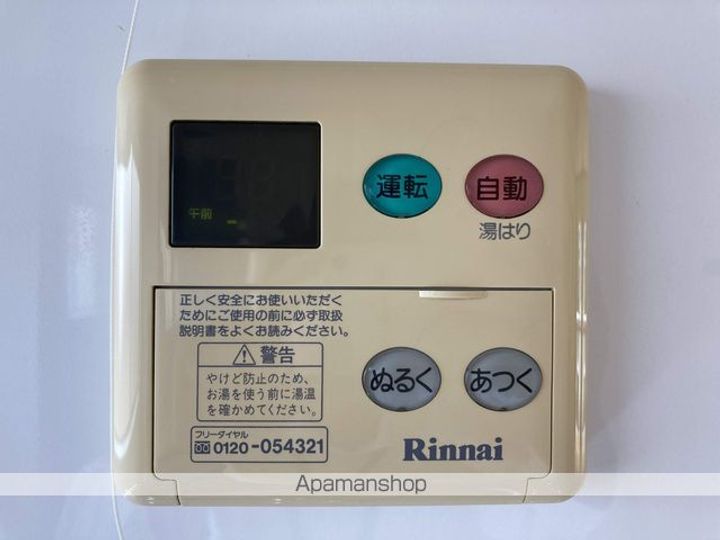 午前
運転
自動
湯はり
正しく安全にお使いいただく
ためにご使用の前に必ず取扱
説明書をよくお読みください。
警告
やけど防止のため、
お湯を使う前に湯温
を確かめてください。
フリーダイヤル
0120-054321
ぬるく
あつく
Rinnai
Apamanshop